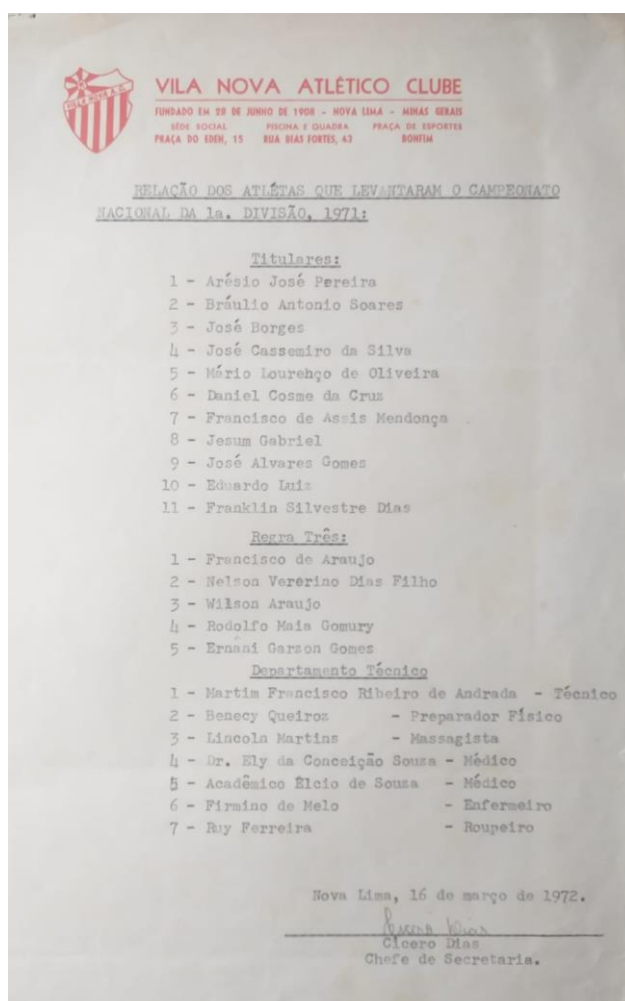 VILA NOVA A.C.
VILA NOVA ATLÉTICO CLUBE
FUNDADO EM 28 DE JUNHO DE 1908 - NOVA LIMA - MINAS GERAIS
SÉDE SOCIAL PISCINA E QUADRA PRAÇA DE ESPORTES
PRAÇA DO EDEN, 15 RUA BIAS FORTES, 43 BONFIM
RELAÇÃO DOS ATLÉTAS QUE LEVANTARAM O CAMPEONATO
NACIONAL DA 1a. DIVISÃO, 1971:
Titulares:
1 - Arésio José Pereira
2 - Bráulio Antonio Soares
3 - José Borges
4 - José Cassemiro da Silva
5 - Mário Lourenço de Oliveira
6 - Daniel Cosme da Cruz
7 - Francisco de Assis Mendonça
8 - Jesum Gabriel
9 - José Alvares Gomes
10 - Eduardo Luiz
11 - Franklin Silvestre Dias
Regra Três:
1 - Francisco de Araujo
2 - Nelson Vererino Dias Filho
3 - Wilson Araujo
4 - Rodolfo Maia Gomury
5 - Ernani Garzon Gomes
Departamento Técnico
1 - Martim Francisco Ribeiro de Andrada - Técnico
2 - Benecy Queiroz - Preparador Físico
3 - Lincoln Martins - Massagista
4 - Dr. Ely da Conceição Souza - Médico
5 - Acadêmico Élcio de Souza - Médico
6 - Firmino de Melo - Enfermeiro
7 - Ruy Ferreira - Roupeiro
Nova Lima, 16 de março de 1972.
Cícero Dias
Cícero Dias
Chefe de Secretaria.